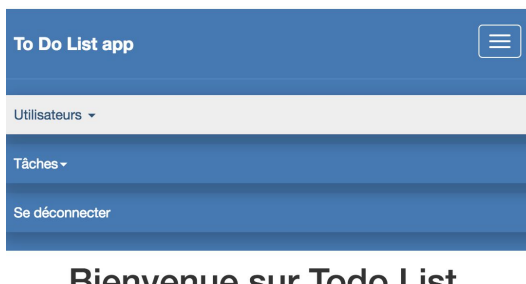 To Do List app
Utilisateurs
Tâches
Se déconnecter
Bienvenue sur Todo List